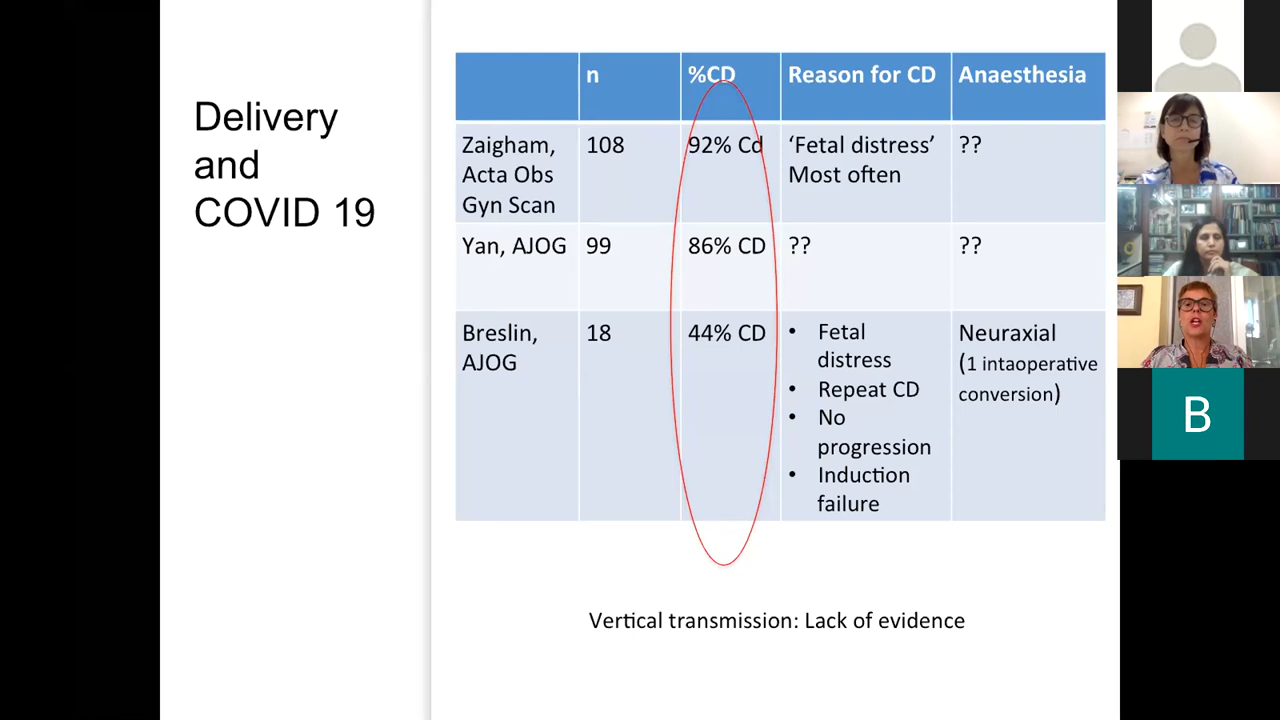 Delivery
and
COVID 19
n
%CD
Reason for CD
Anaesthesia
Zaigham,
Acta Obs
Gyn Scan
108
92% Cd
‘Fetal distress’
Most often
??
Yan, AJOG
99
86% CD
??
??
Breslin,
AJOG
18
44% CD
• Fetal
distress
• Repeat CD
• No
progression
• Induction
failure
Neuraxial
(1 intaoperative
conversion)
Vertical transmission: Lack of evidence
B